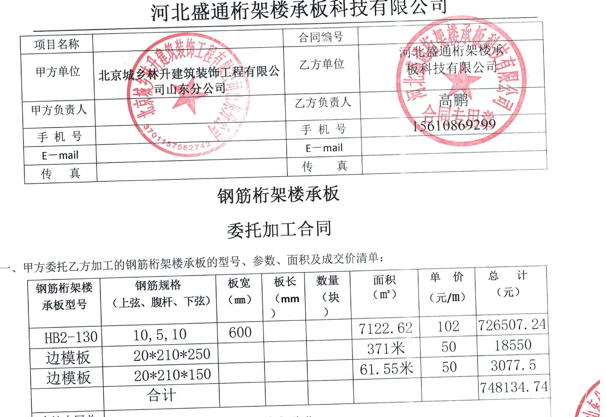 河北盛通桁架楼承板科技有限公司
项目名称 合同编号
甲方单位 北京城乡林升建筑装饰工程有限公司山东分公司 乙方单位 河北盛通桁架楼承板科技有限公司
甲方负责人 乙方负责人 高鹏
手机号 手机号 15610869299
E－mail E－mail
传真 传真
3701157562742
合同专用章
钢筋桁架楼承板
委托加工合同
一、甲方委托乙方加工的钢筋桁架楼承板的型号、参数、面积及成交价清单：
钢筋桁架楼承板型号 钢筋规格（上弦、腹杆、下弦） 板宽（mm） 板长（mm） 数量（块） 面积（㎡） 单价（元/m） 总计（元）
HB2-130 10,5,10 600 7122.62 102 726507.24
边模板 20*210*250 371米 50 18550
边模板 20*210*150 61.55米 50 3077.5
合计 748134.74